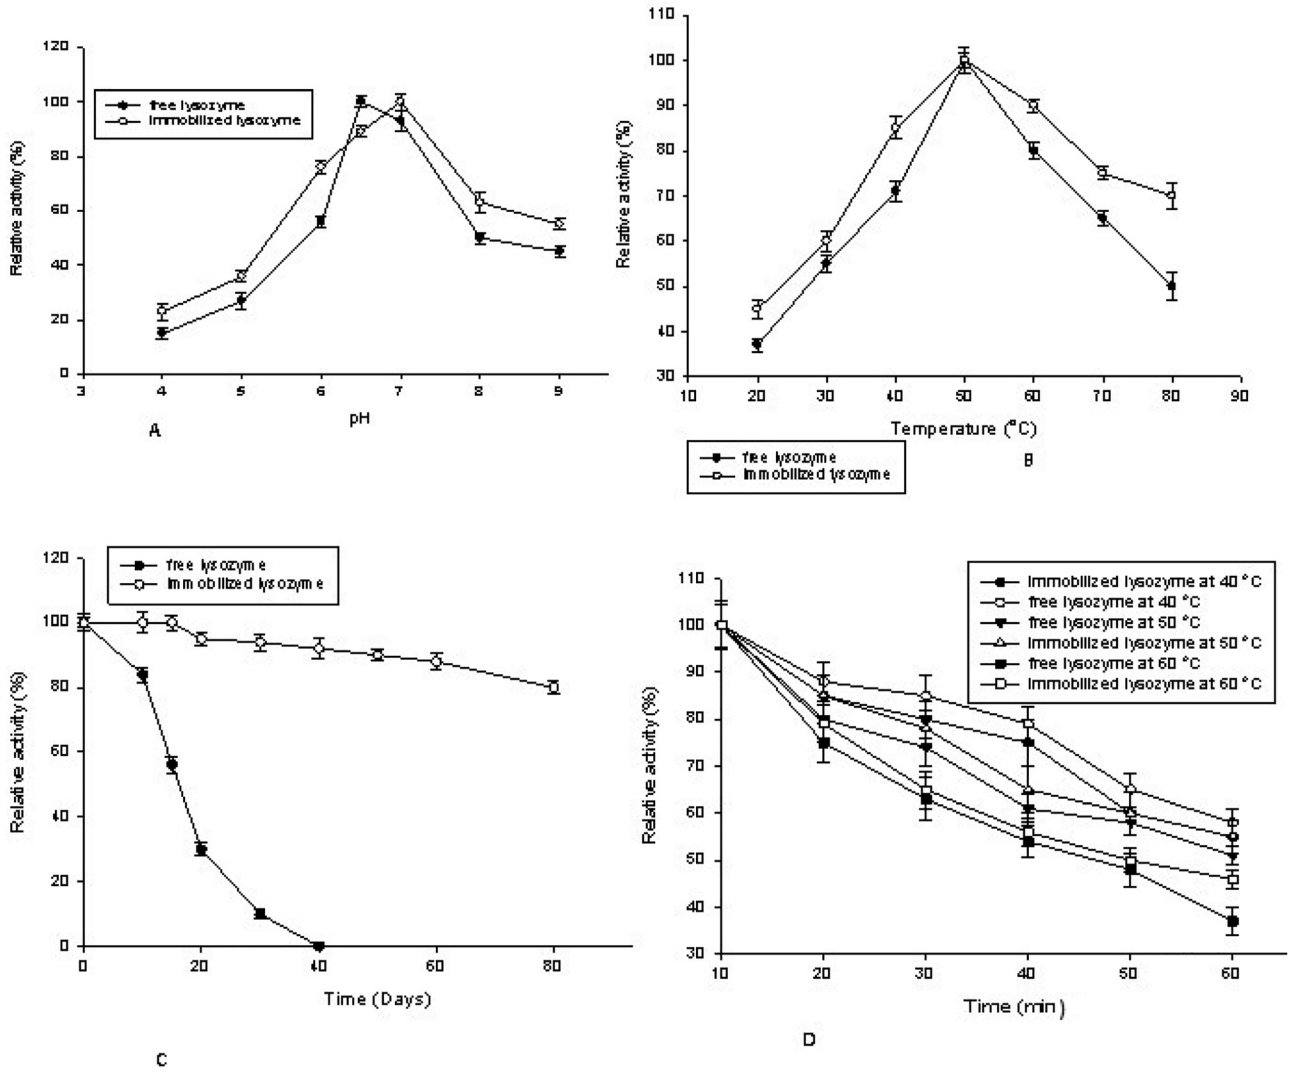 120
100
80
60
40
20
0
Relative activity (%)
free lysozyme
immobilized lysozyme
3 4 5 6 7 8 9
pH
A
110
100
90
80
70
60
50
40
30
Relative activity (%)
10 20 30 40 50 60 70 80 90
Temperature (°C)
B
free lysozyme
immobilized lysozyme
120
100
80
60
40
20
0
Relative activity (%)
free lysozyme
immobilized lysozyme
0 20 40 60 80
Time (Days)
C
110
100
90
80
70
60
50
40
30
Relative activity (%)
immobilized lysozyme at 40 °C
free lysozyme at 40 °C
free lysozyme at 50 °C
immobilized lysozyme at 50 °C
free lysozyme at 60 °C
immobilized lysozyme at 60 °C
10 20 30 40 50 60
Time (min)
D